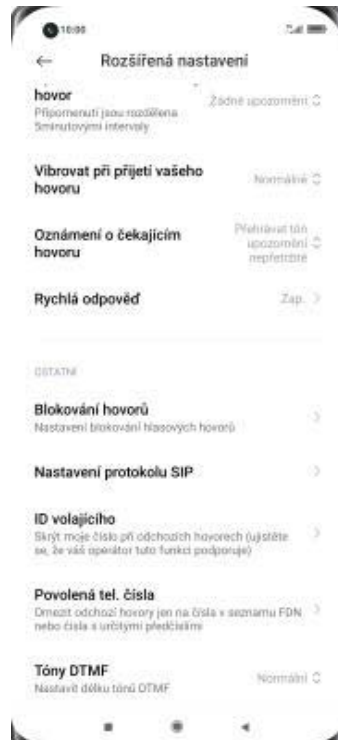 10:00
Rozšířená nastavení
hovor
Připomenutí jsou rozdělena
5minutovými intervaly
Žádné upozornění
Vibrovat při přijetí vašeho
hovoru
Normálně
Oznámení o čekajícím
hovoru
Přehrávat tón
upozornění
nepřetržitě
Rychlá odpověď
Zap.
OSTATNÍ
Blokování hovorů
Nastavení blokování hlasových hovorů
Nastavení protokolu SIP
ID volajícího
Skrýt moje číslo při odchozích hovorech (ujistěte
se, že váš operátor tuto funkci podporuje)
Povolená tel. čísla
Omezit odchozí hovory jen na čísla v seznamu FDN
nebo čísla s určitými předčíslími
Tóny DTMF
Nastavit délku tónů DTMF
Normální